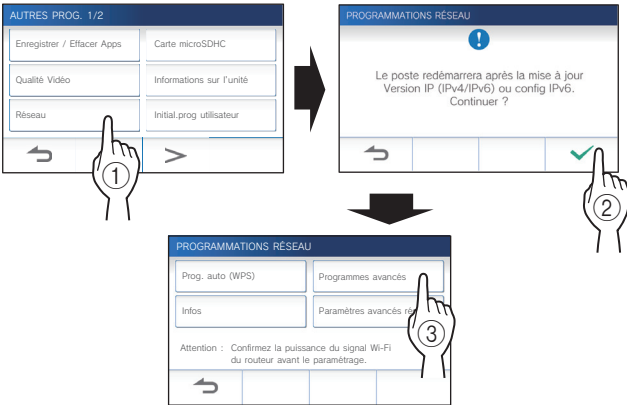 AUTRES PROG. 1/2
Enregistrer / Effacer Apps
Carte microSDHC
Qualité Vidéo
Informations sur l'unité
Réseau
Initial.prog utilisateur
1
PROGRAMMATIONS RÉSEAU
Le poste redémarrera après la mise à jour
Version IP (IPv4/IPv6) ou config IPv6.
Continuer ?
2
PROGRAMMATIONS RÉSEAU
Prog. auto (WPS)
Programmes avancés
Infos
Paramètres avancés
3
Attention : Confirmez la puissance du signal Wi-Fi
du routeur avant le paramètrage.